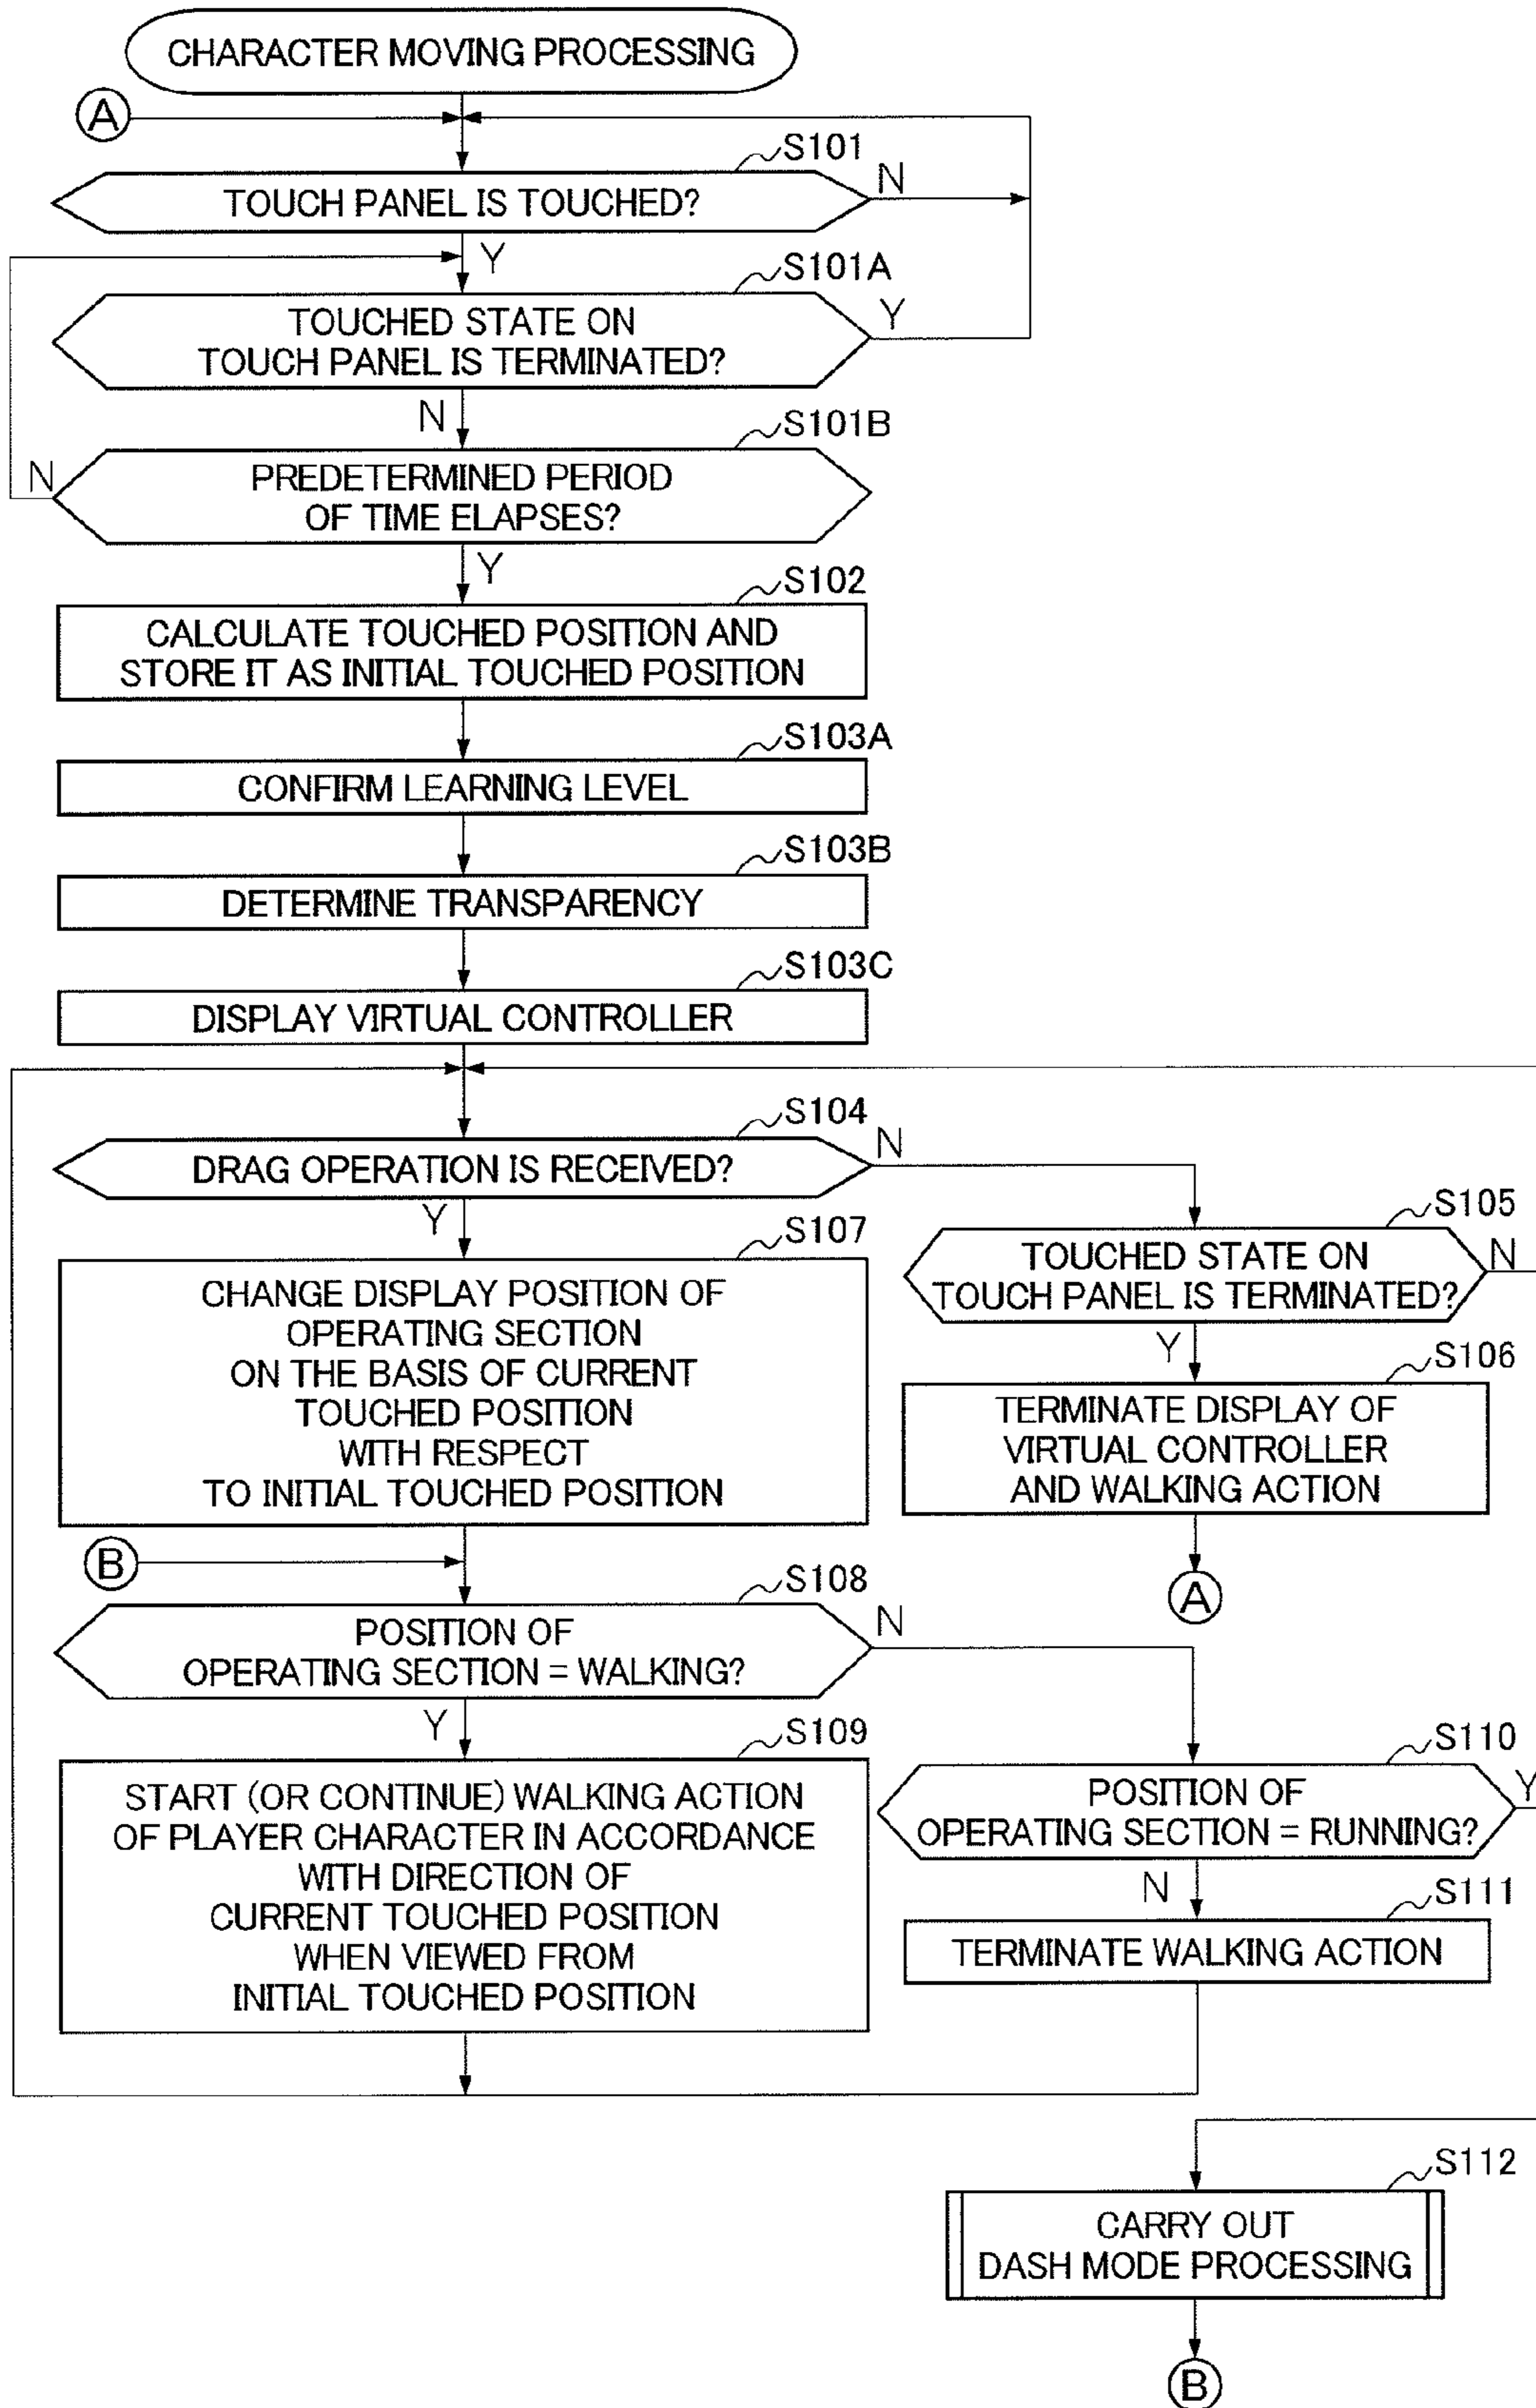 CHARACTER MOVING PROCESSING
A
S101
TOUCH PANEL IS TOUCHED?
N
Y
S101A
TOUCHED STATE ON
TOUCH PANEL IS TERMINATED?
Y
N
S101B
PREDETERMINED PERIOD
OF TIME ELAPSES?
N
Y
S102
CALCULATE TOUCHED POSITION AND
STORE IT AS INITIAL TOUCHED POSITION
S103A
CONFIRM LEARNING LEVEL
S103B
DETERMINE TRANSPARENCY
S103C
DISPLAY VIRTUAL CONTROLLER
S104
DRAG OPERATION IS RECEIVED?
N
Y
S105
TOUCHED STATE ON
TOUCH PANEL IS TERMINATED?
N
Y
S106
TERMINATE DISPLAY OF
VIRTUAL CONTROLLER
AND WALKING ACTION
A
S107
CHANGE DISPLAY POSITION OF
OPERATING SECTION
ON THE BASIS OF CURRENT
TOUCHED POSITION
WITH RESPECT
TO INITIAL TOUCHED POSITION
B
S108
POSITION OF
OPERATING SECTION = WALKING?
N
Y
S109
START (OR CONTINUE) WALKING ACTION
OF PLAYER CHARACTER IN ACCORDANCE
WITH DIRECTION OF
CURRENT TOUCHED POSITION
WHEN VIEWED FROM
INITIAL TOUCHED POSITION
S110
POSITION OF
OPERATING SECTION = RUNNING?
Y
N
S111
TERMINATE WALKING ACTION
S112
CARRY OUT
DASH MODE PROCESSING
B